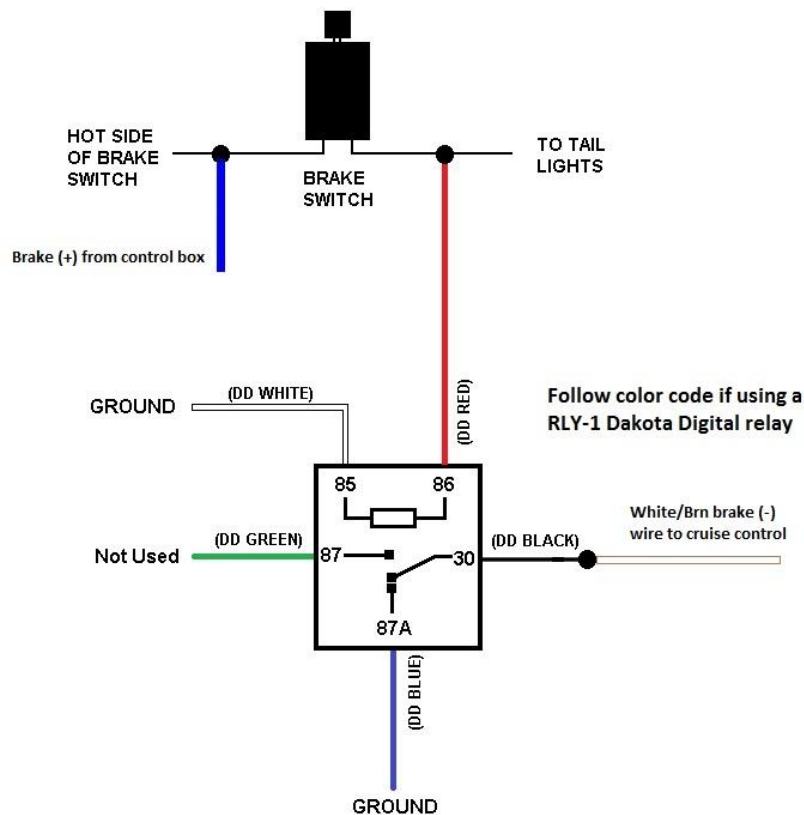 HOT SIDE
OF BRAKE
SWITCH
BRAKE
SWITCH
TO TAIL
LIGHTS
Brake (+) from control box
GROUND
(DD WHITE)
(DD RED)
Follow color code if using a
RLY-1 Dakota Digital relay
85
86
Not Used
(DD GREEN)
87
30
(DD BLACK)
White/Brn brake (-)
wire to cruise control
87A
(DD BLUE)
GROUND